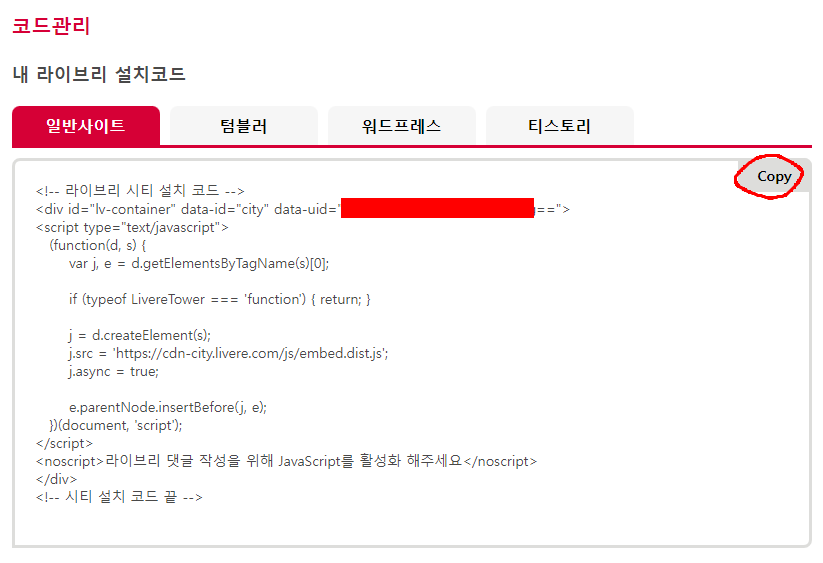 코드관리
내 라이브리 설치코드
일반사이트 텀블러 워드프레스 티스토리
Copy
<!-- 라이브리 시티 설치 코드 -->
<div id="lv-container" data-id="city" data-uid=" ==">
<script type="text/javascript">
(function(d, s) {
var j, e = d.getElementsByTagName(s)[0];
if (typeof LivereTower === 'function') { return; }
j = d.createElement(s);
j.src = 'https://cdn-city.livere.com/js/embed.dist.js';
j.async = true;
e.parentNode.insertBefore(j, e);
})(document, 'script');
</script>
<noscript>라이브리 댓글 작성을 위해 JavaScript를 활성화 해주세요</noscript>
</div>
<!-- 시티 설치 코드 끝 -->